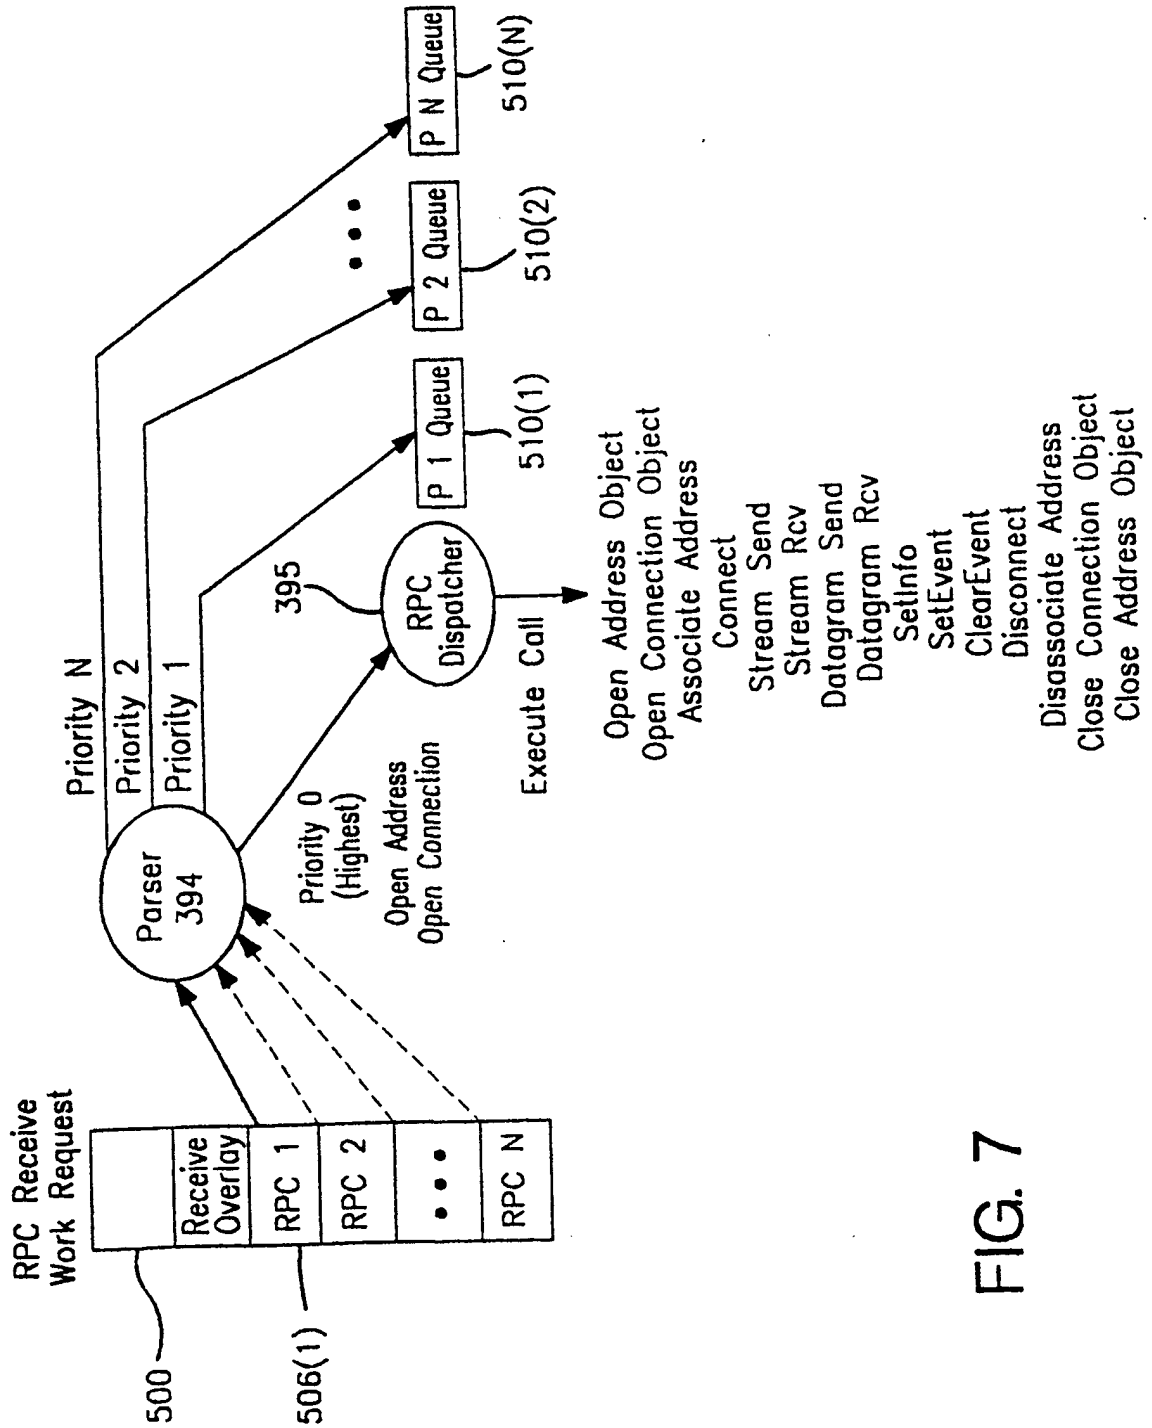 RPC Receive
Work Request
500
Receive
Overlay
506(1)
RPC 1
RPC 2
RPC N
Parser
394
Priority N
Priority 2
Priority 1
Priority 0
(Highest)
Open Address
Open Connection
395
RPC
Dispatcher
P 1 Queue
510(1)
P 2 Queue
510(2)
P N Queue
510(N)
Execute Call
Open Address Object
Open Connection Object
Associate Address
Connect
Stream Send
Stream Rcv
Datagram Send
Datagram Rcv
SetInfo
SetEvent
ClearEvent
Disconnect
Disassociate Address
Close Connection Object
Close Address Object
FIG. 7